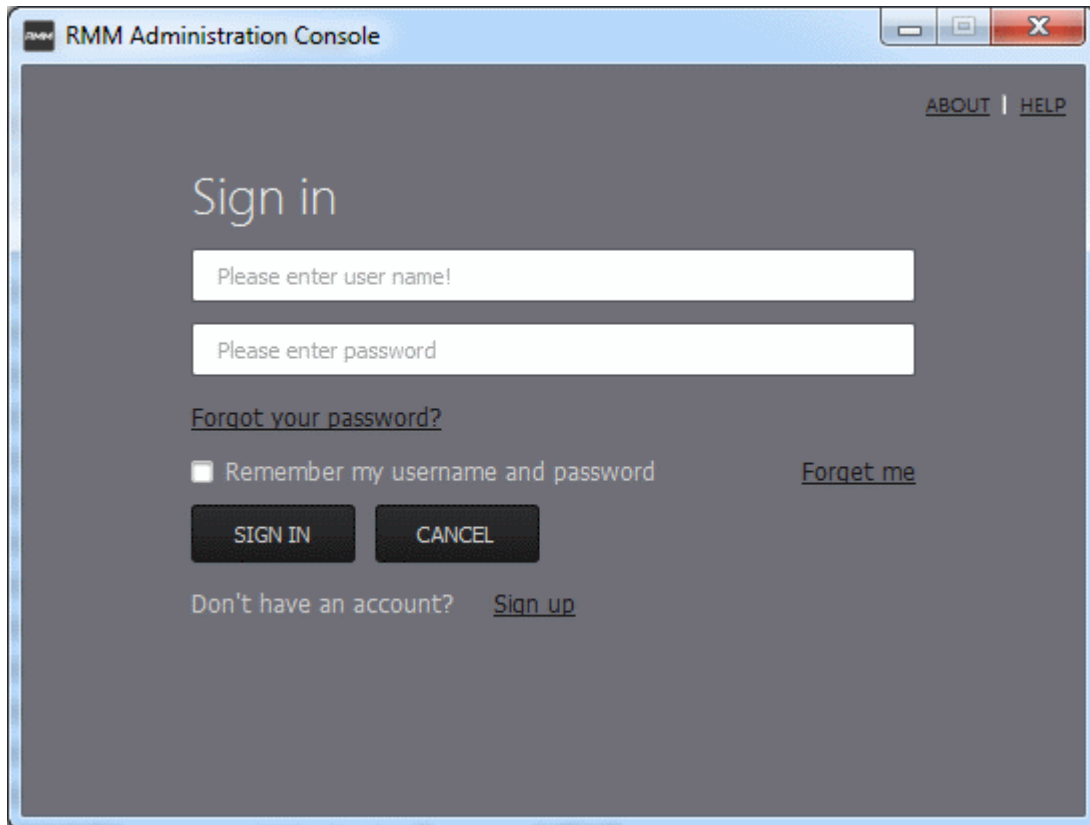 RMM RMM Administration Console
ABOUT | HELP
Sign in
Please enter user name!
Please enter password
Forgot your password?
Remember my username and password Forget me
SIGN IN CANCEL
Don't have an account? Sign up